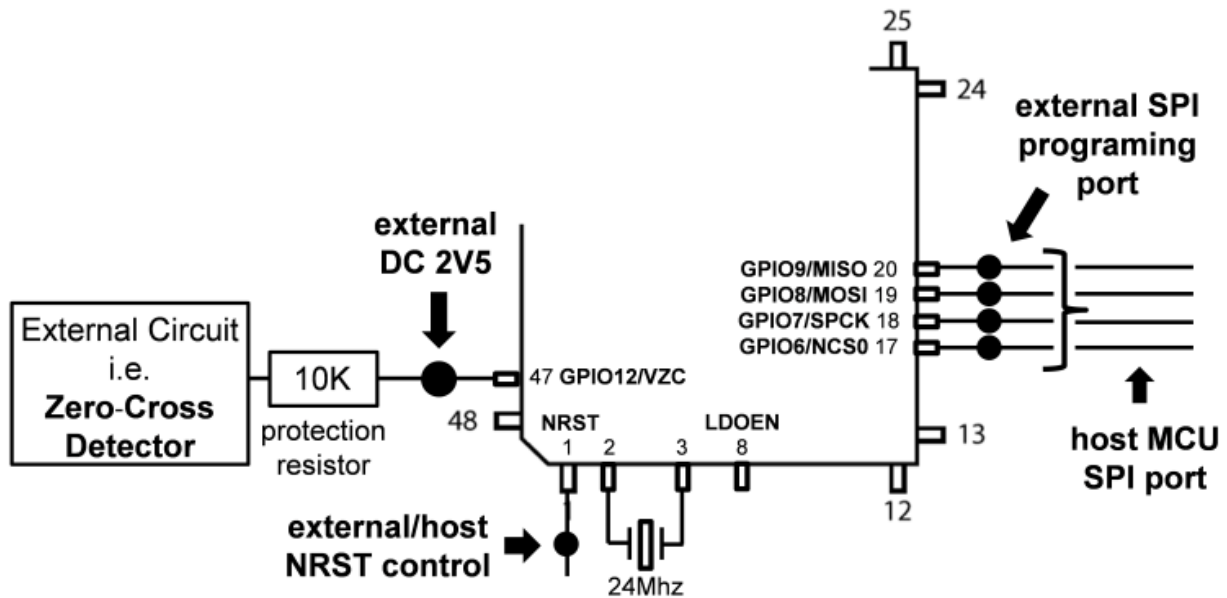 25
24
external SPI
programing
port
external
DC 2V5
GPIO9/MISO 20
GPIO8/MOSI 19
GPIO7/SPCK 18
GPIO6/NCS0 17
External Circuit
i.e.
Zero-Cross
Detector
10K
protection
resistor
47 GPIO12/VZC
48
NRST
LDOEN
1
2
3
8
13
12
host MCU
SPI port
1
external/host
NRST control
24Mhz